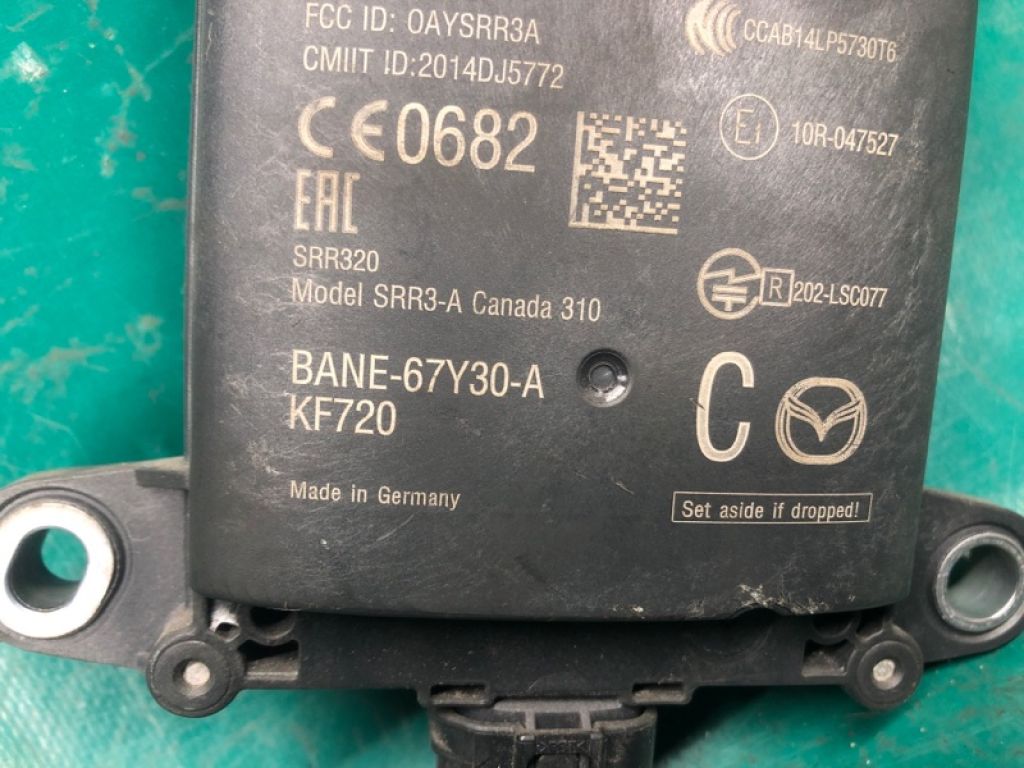 FCC ID: OAYSRR3A
CCAB14LP5730T6
CMIIT ID:2014DJ5772
CE0682
E1
10R-047527
EAC
SRR320
Model SRR3-A Canada 310
R 202-LSC077
BANE-67Y30-A
KF720
C
Made in Germany
Set aside if dropped!